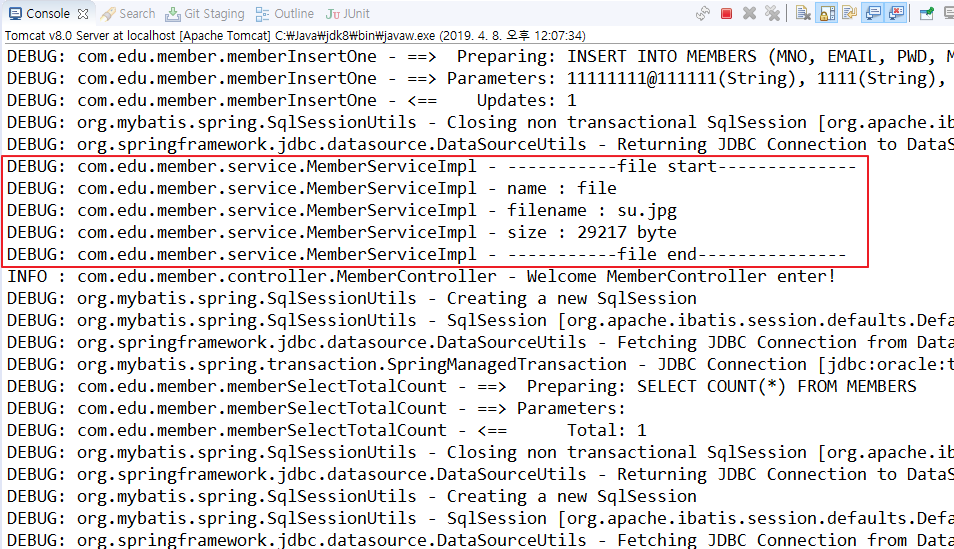 Console Search Git Staging Outline JUnit
Tomcat v8.0 Server at localhost [Apache Tomcat] C:₩Java₩jdk8₩bin₩javaw.exe (2019. 4. 8. 오후 12:07:34)
DEBUG: com.edu.member.memberInsertOne - ==>  Preparing: INSERT INTO MEMBERS (MNO, EMAIL, PWD, M
DEBUG: com.edu.member.memberInsertOne - ==> Parameters: 11111111@111111(String), 1111(String),
DEBUG: com.edu.member.memberInsertOne - <==    Updates: 1
DEBUG: org.mybatis.spring.SqlSessionUtils - Closing non transactional SqlSession [org.apache.ib
DEBUG: org.springframework.jdbc.datasource.DataSourceUtils - Returning JDBC Connection to DataS
DEBUG: com.edu.member.service.MemberServiceImpl - -----------file start--------------
DEBUG: com.edu.member.service.MemberServiceImpl - name : file
DEBUG: com.edu.member.service.MemberServiceImpl - filename : su.jpg
DEBUG: com.edu.member.service.MemberServiceImpl - size : 29217 byte
DEBUG: com.edu.member.service.MemberServiceImpl - -----------file end---------------
INFO : com.edu.member.controller.MemberController - Welcome MemberController enter!
DEBUG: org.mybatis.spring.SqlSessionUtils - Creating a new SqlSession
DEBUG: org.mybatis.spring.SqlSessionUtils - SqlSession [org.apache.ibatis.session.defaults.Defa
DEBUG: org.springframework.jdbc.datasource.DataSourceUtils - Fetching JDBC Connection from Data
DEBUG: org.mybatis.spring.transaction.SpringManagedTransaction - JDBC Connection [jdbc:oracle:t
DEBUG: com.edu.member.memberSelectTotalCount - ==>  Preparing: SELECT COUNT(*) FROM MEMBERS
DEBUG: com.edu.member.memberSelectTotalCount - ==> Parameters:
DEBUG: com.edu.member.memberSelectTotalCount - <==      Total: 1
DEBUG: org.mybatis.spring.SqlSessionUtils - Closing non transactional SqlSession [org.apache.ib
DEBUG: org.springframework.jdbc.datasource.DataSourceUtils - Returning JDBC Connection to DataS
DEBUG: org.mybatis.spring.SqlSessionUtils - Creating a new SqlSession
DEBUG: org.mybatis.spring.SqlSessionUtils - SqlSession [org.apache.ibatis.session.defaults.Defa
DEBUG: org.springframework.jdbc.datasource.DataSourceUtils - Fetching JDBC Connection from Data